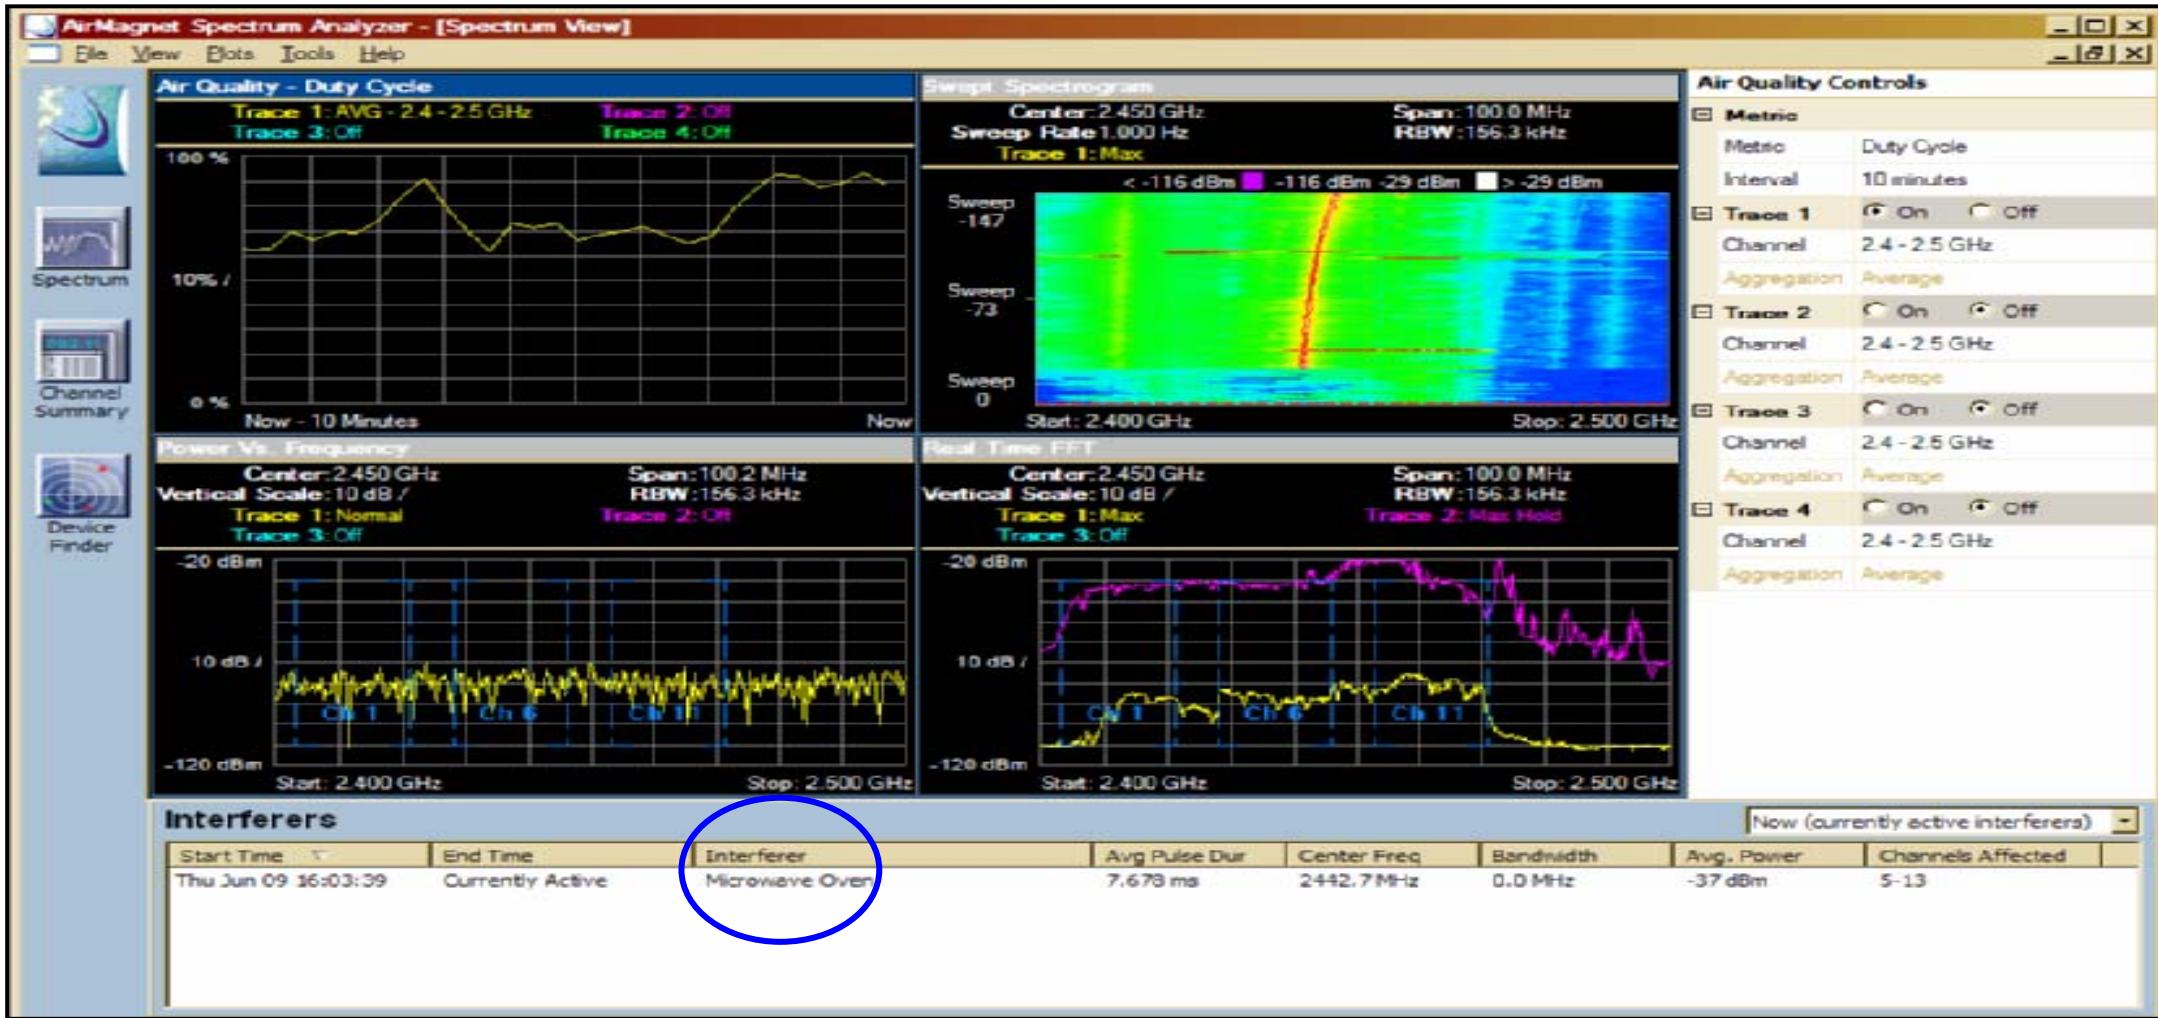 AirMagnet Spectrum Analyzer - [Spectrum View]
File View Plots Tools Help
Spectrum
Channel
Summary
Device
Finder
Air Quality - Duty Cycle
Trace 1: AVG - 2.4 - 2.5 GHz Trace 2: Off
Trace 3: Off Trace 4: Off
100 %
10% /
0 %
Now - 10 Minutes Now
Swept Spectrogram
Center: 2.450 GHz Span: 100.0 MHz
Sweep Rate 1.000 Hz RBW: 156.3 kHz
Trace 1: Max
< -116 dBm -116 dBm -29 dBm > -29 dBm
Sweep
-147
Sweep
-73
Sweep
0
Start: 2.400 GHz Stop: 2.500 GHz
Power Vs. Frequency
Center: 2.450 GHz Span: 100.2 MHz
Vertical Scale: 10 dB / RBW: 156.3 kHz
Trace 1: Normal Trace 2: Off
Trace 3: Off
-20 dBm
10 dB /
Ch 1 Ch 6 Ch 11
-120 dBm
Start: 2.400 GHz Stop: 2.500 GHz
Real Time FFT
Center: 2.450 GHz Span: 100.0 MHz
Vertical Scale: 10 dB / RBW: 156.3 kHz
Trace 1: Max Trace 2: Max Hold
Trace 3: Off
-20 dBm
10 dB /
Ch 1 Ch 6 Ch 11
-120 dBm
Start: 2.400 GHz Stop: 2.500 GHz
Air Quality Controls
Metric
Metric Duty Cycle
Interval 10 minutes
Trace 1 On Off
Channel 2.4 - 2.5 GHz
Aggregation Average
Trace 2 On Off
Channel 2.4 - 2.5 GHz
Aggregation Average
Trace 3 On Off
Channel 2.4 - 2.5 GHz
Aggregation Average
Trace 4 On Off
Channel 2.4 - 2.5 GHz
Aggregation Average
Interferers Now (currently active interferers)
Start Time End Time Interferer Avg Pulse Dur Center Freq Bandwidth Avg. Power Channels Affected
Thu Jun 09 16:03:39 Currently Active Microwave Oven 7.678 ms 2442.7 MHz 0.0 MHz -37 dBm 5-13